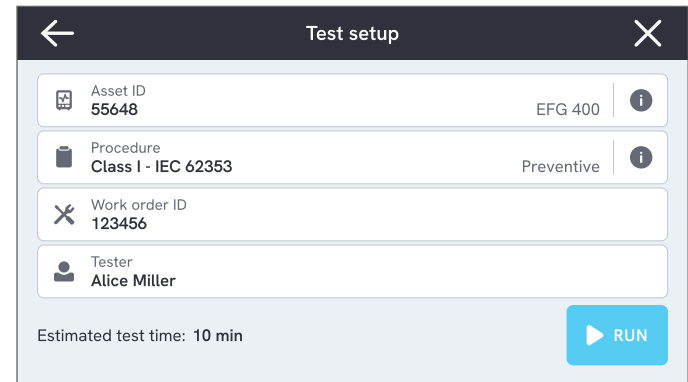 Test setup
Asset ID
55648
EFG 400
Procedure
Class I - IEC 62353
Preventive
Work order ID
123456
Tester
Alice Miller
Estimated test time: 10 min
RUN